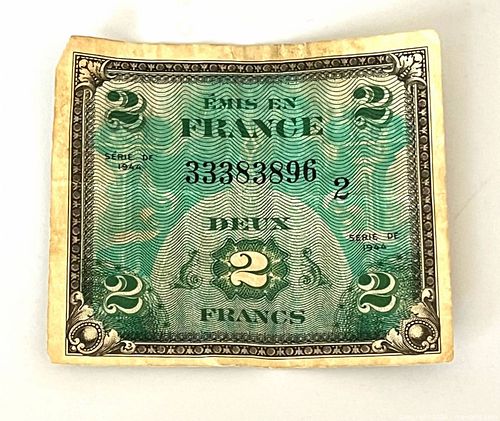 2 2
ÉMIS EN
FRANCE
SÉRIE DE
1944
33383896
2
DEUX
SÉRIE DE
1944
2
2 2
FRANCS